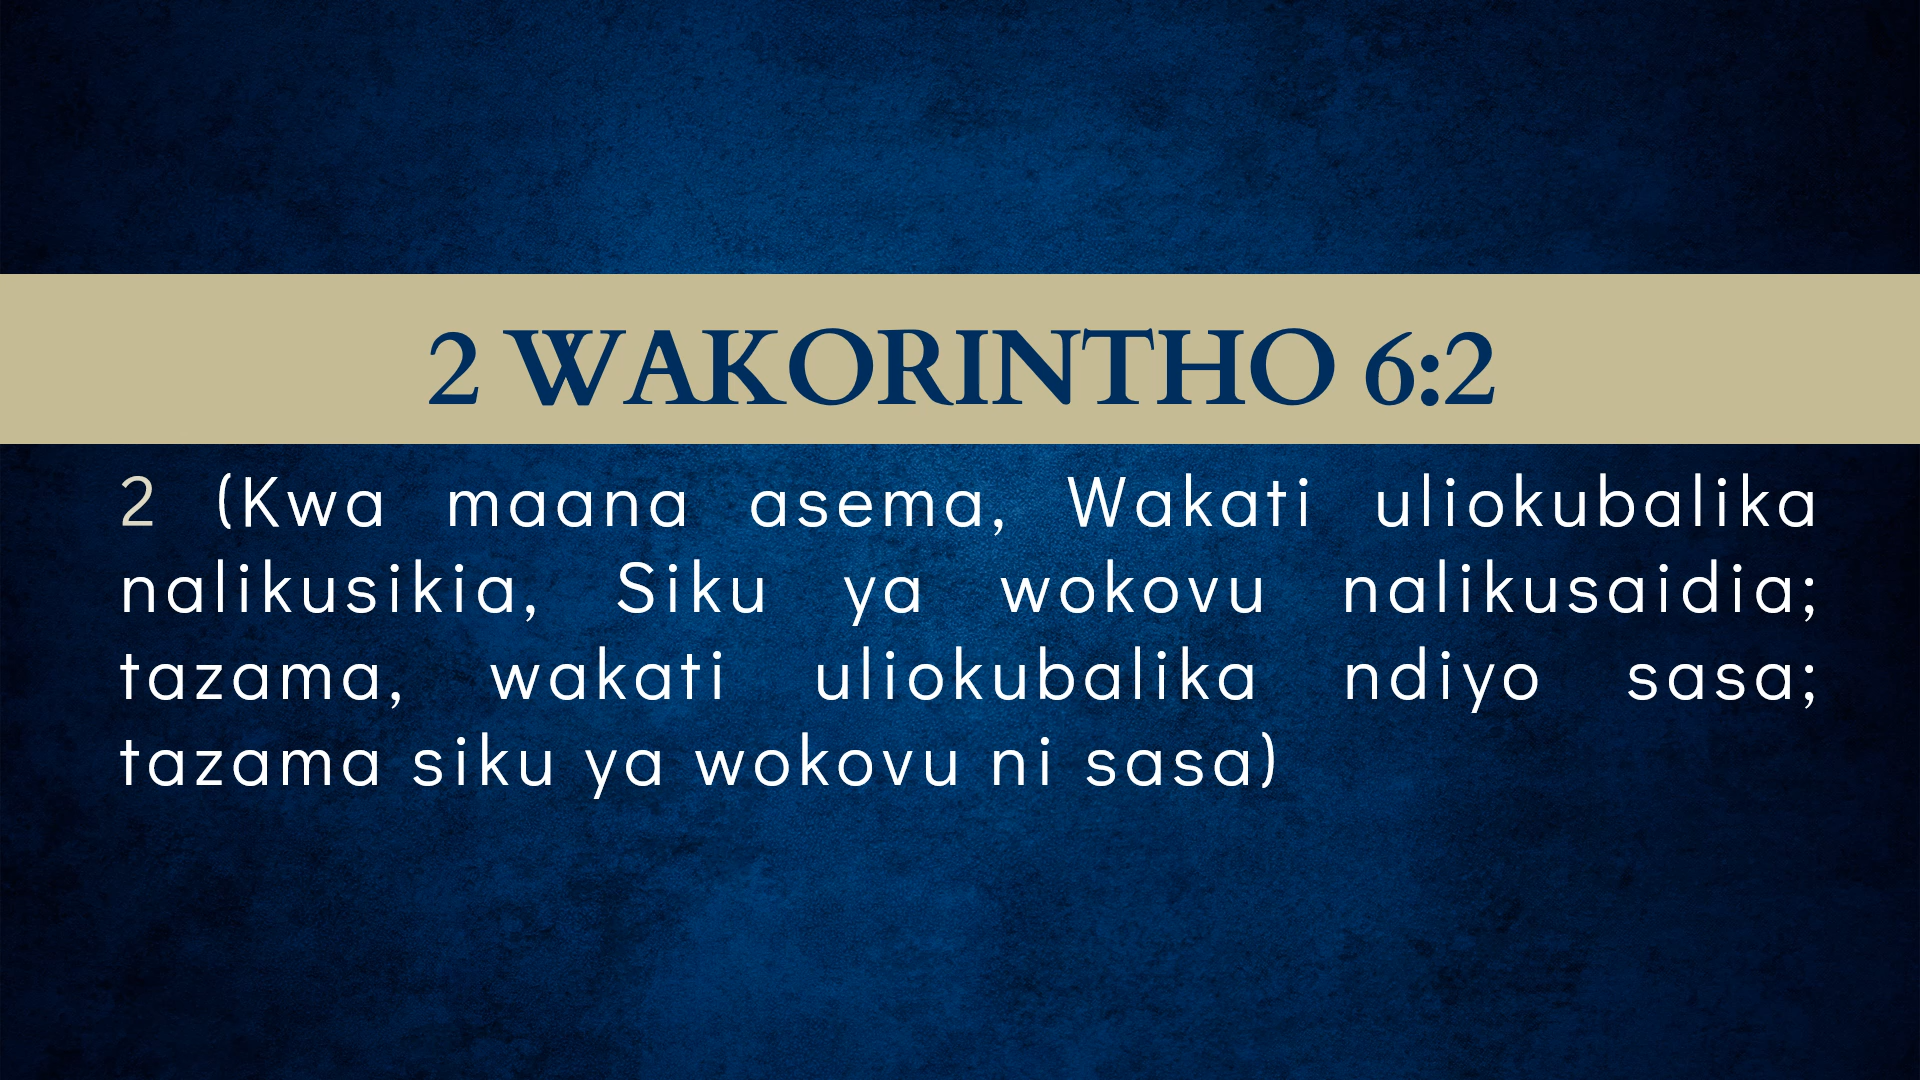 2 WAKORINTHO 6:2
2 (Kwa maana asema, Wakati uliokubalika
nalikusikia, Siku ya wokovu nalikusaidia;
tazama, wakati uliokubalika ndiyo sasa;
tazama siku ya wokovu ni sasa)